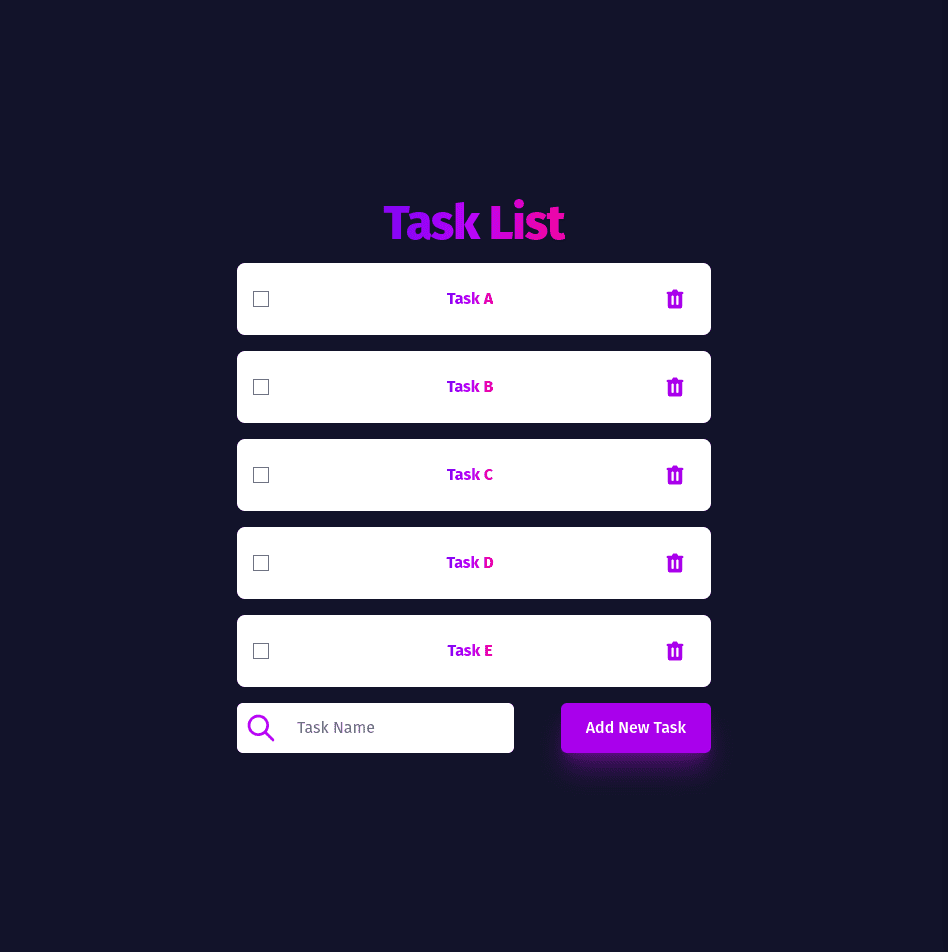 Task List
Task A
Task B
Task C
Task D
Task E
Task Name
Add New Task